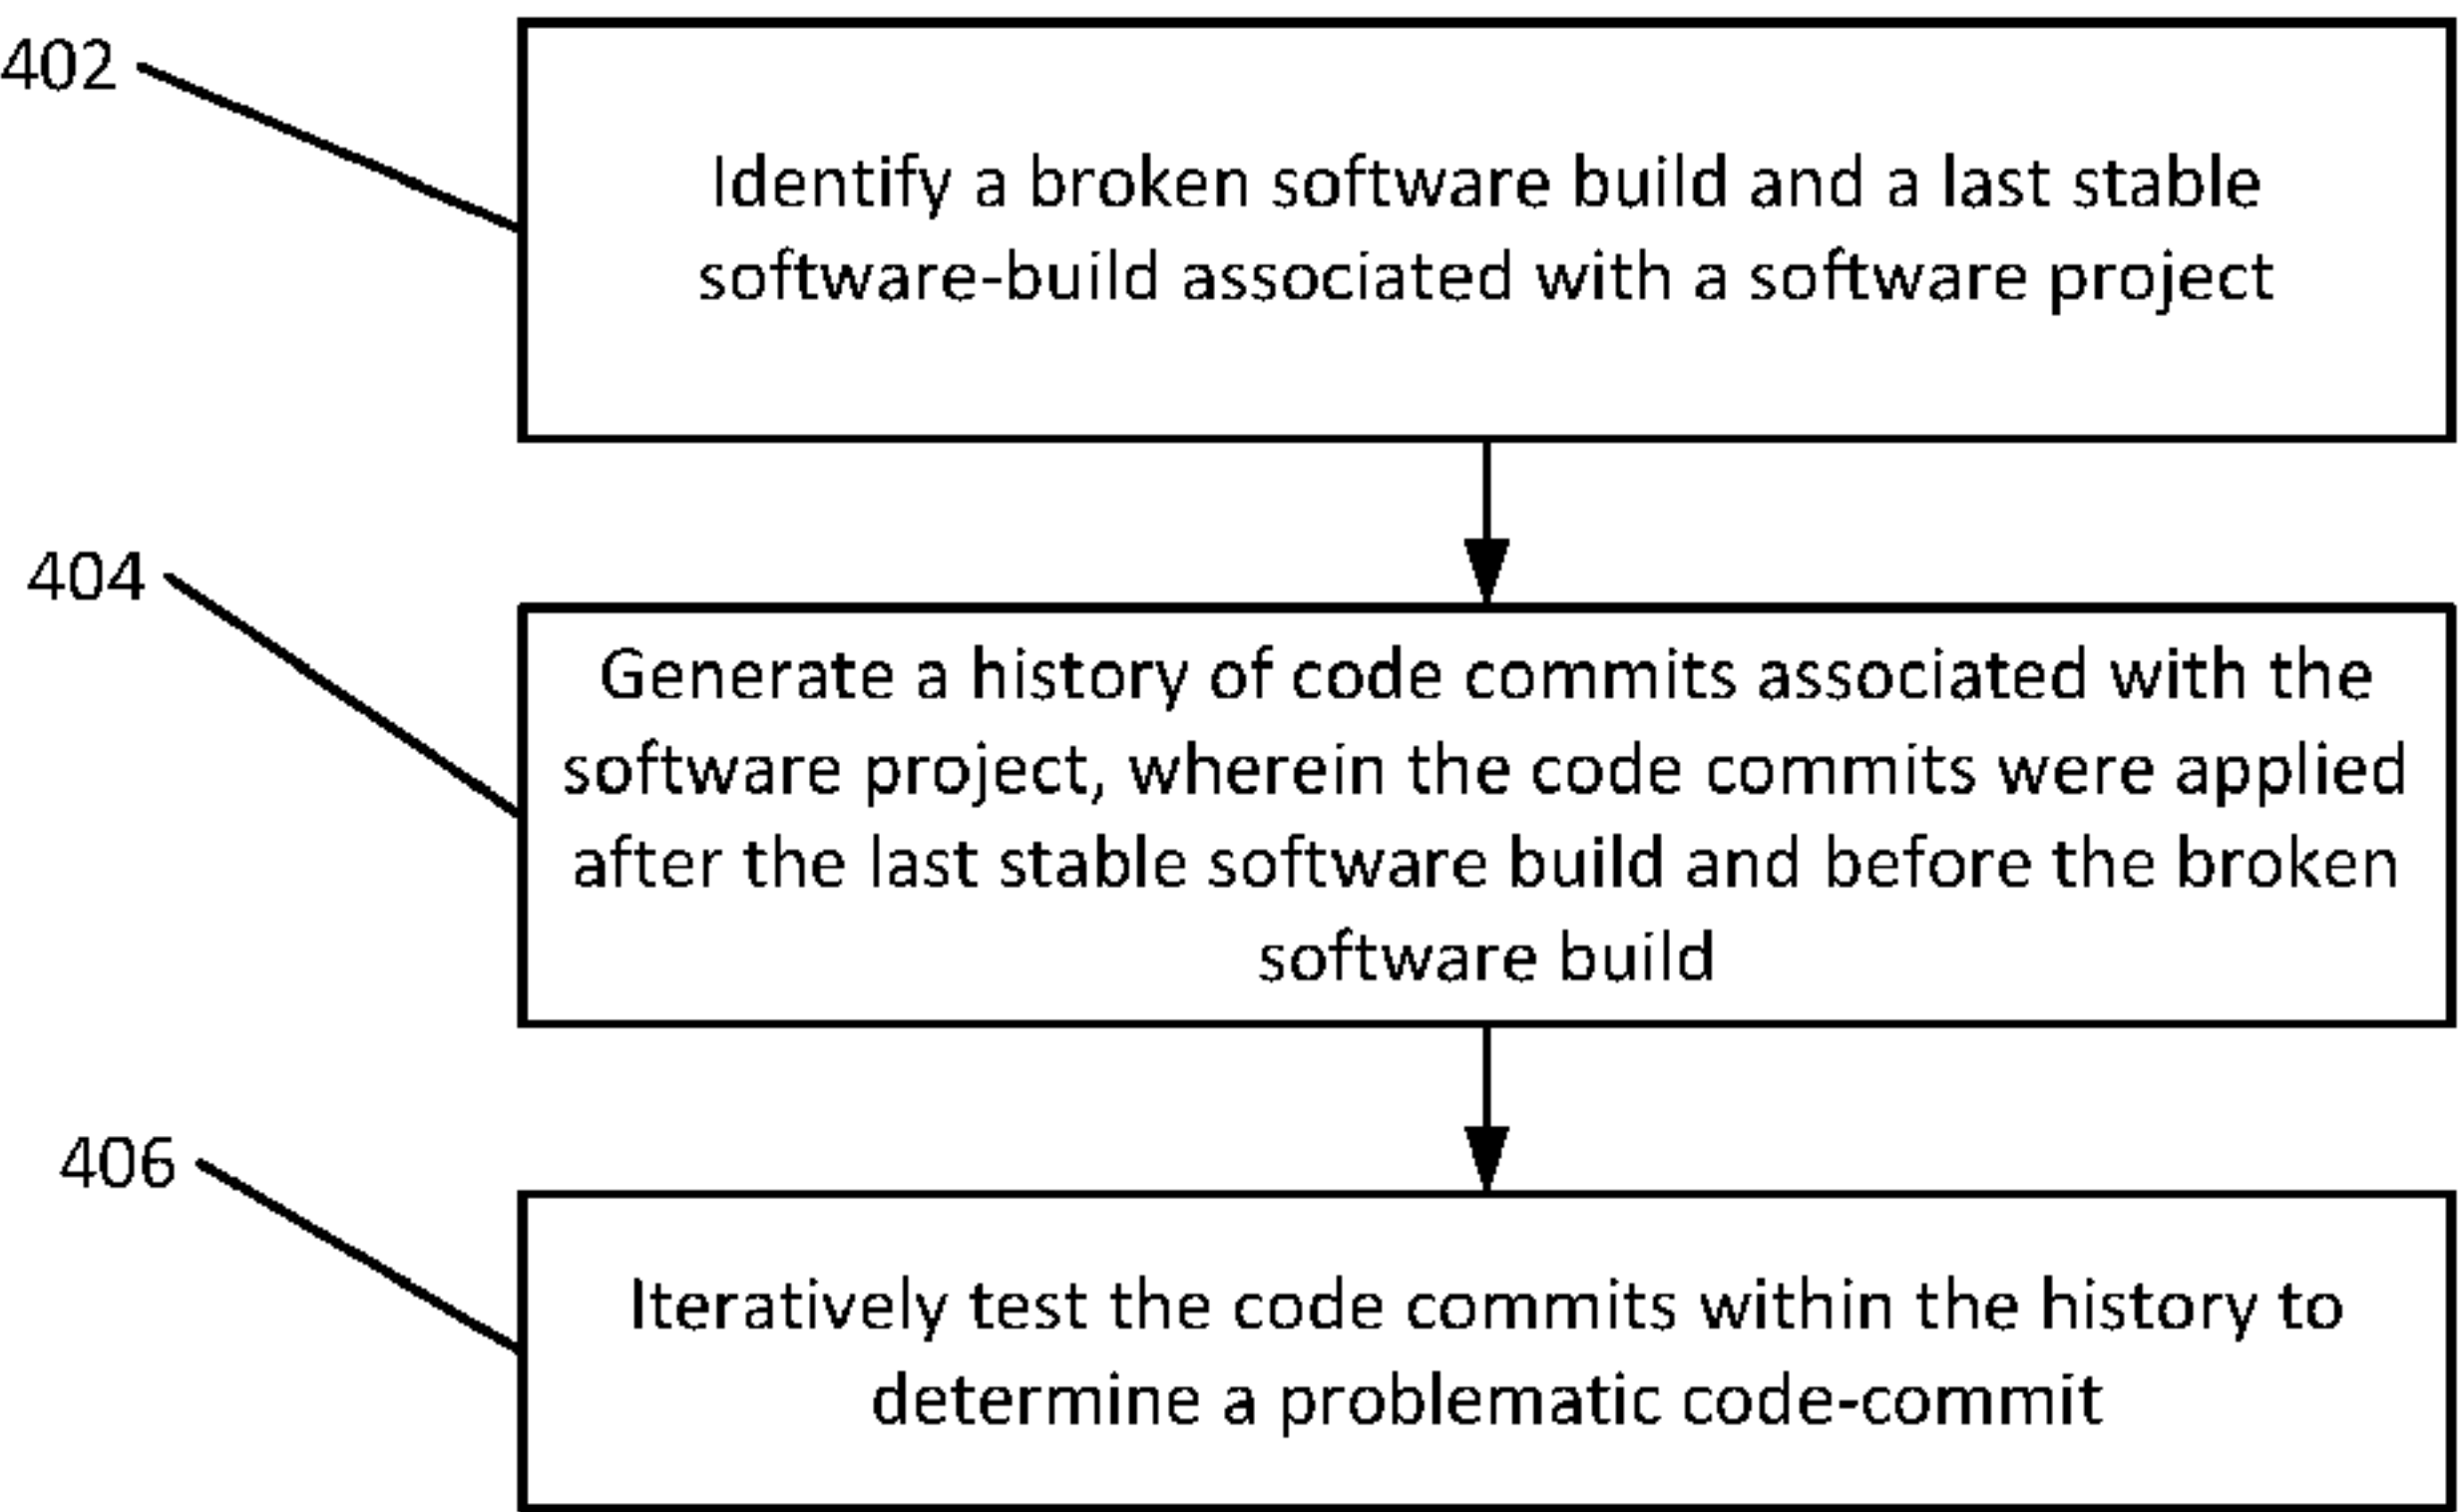 402
Identify a broken software build and a last stable
software-build associated with a software project
404
Generate a history of code commits associated with the
software project, wherein the code commits were applied
after the last stable software build and before the broken
software build
406
Iteratively test the code commits within the history to
determine a problematic code-commit